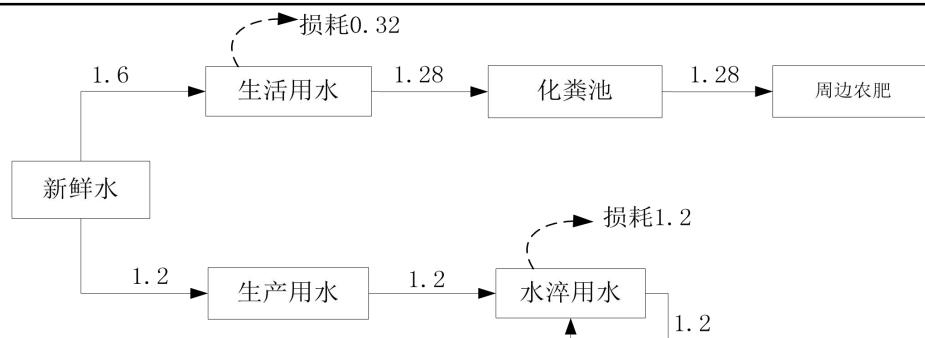 损耗0.32
1.6
生活用水
1.28
化粪池
1.28
周边农肥
新鲜水
损耗1.2
1.2
生产用水
1.2
水淬用水
1.2